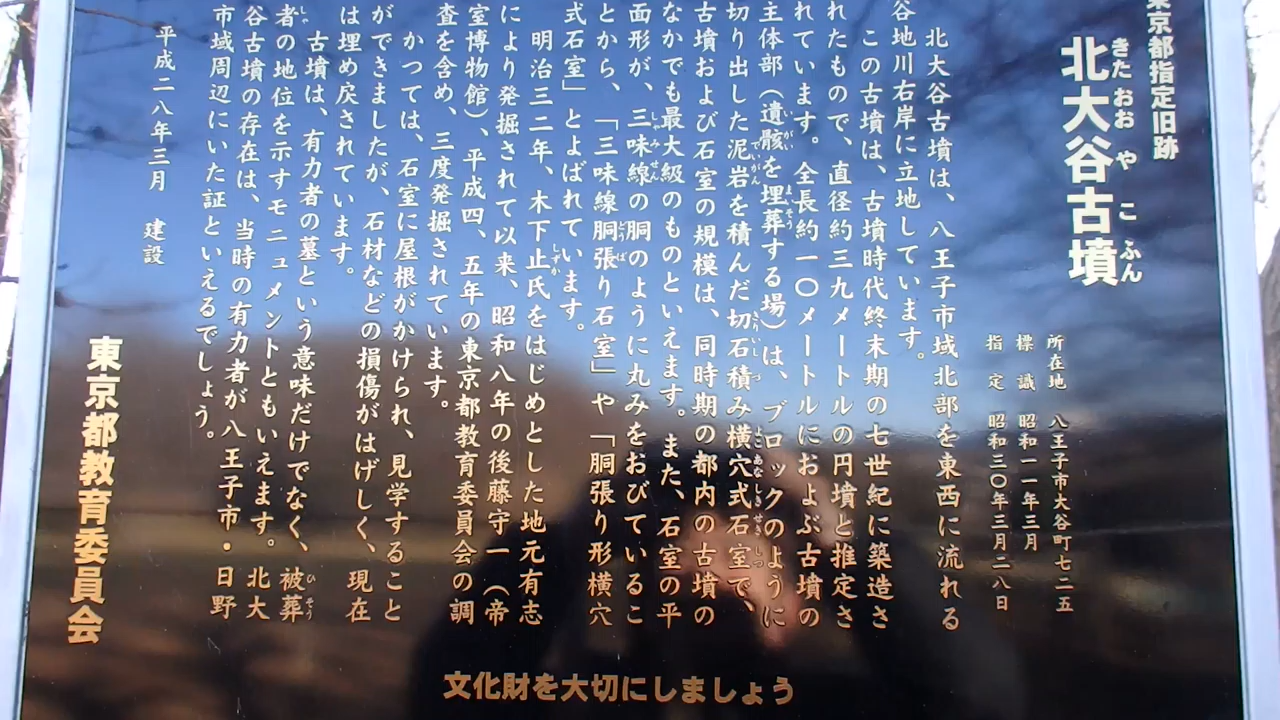 東京都指定旧跡
北大谷古墳
きたおおやこふん
所在地 八王子市大谷町七二五
標識 昭和一一年三月
指定 昭和三〇年三月二八日
北大谷古墳は、八王子市域北部を東西に流れる
谷地川右岸に立地しています。
この古墳は、古墳時代終末期の七世紀に築造さ
れたもので、直径約三九メートルの円墳と推定さ
れています。全長約一〇メートルにおよぶ古墳の
主体部（遺骸を埋葬する場）は、ブロックのように
切り出した泥岩を積んだ切石積み横穴式石室で、
古墳および石室の規模は、同時期の都内の古墳の
なかでも最大級のものといえます。また、石室の平
面形が、三味線の胴のように丸みをおびているこ
とから、「三味線胴張り石室」や「胴張り形横穴
式石室」とよばれています。
明治三二年、木下止氏をはじめとした地元有志
により発掘されて以来、昭和八年の後藤守一（帝
室博物館）、平成四、五年の東京都教育委員会の調
査を含め、三度発掘されています。
かつては、石室に屋根がかけられ、見学すること
ができましたが、石材などの損傷がはげしく、現在
は埋め戻されています。
古墳は、有力者の墓という意味だけでなく、被葬
者の地位を示すモニュメントともいえます。北大
谷古墳の存在は、当時の有力者が八王子市・日野
市域周辺にいた証といえるでしょう。
平成二八年三月 建設
東京都教育委員会
文化財を大切にしましょう